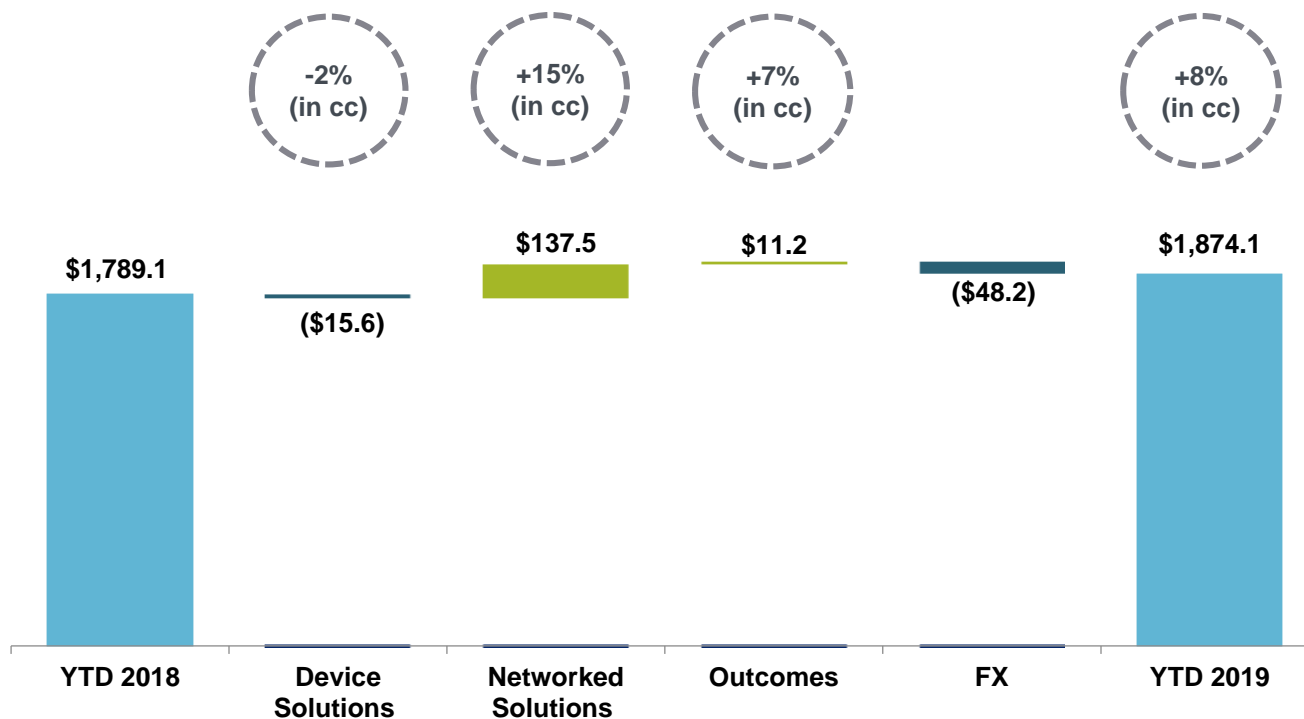 -2%
(in cc)
+15%
(in cc)
+7%
(in cc)
+8%
(in cc)
$1,789.1
($15.6)
$137.5
$11.2
($48.2)
$1,874.1
YTD 2018
Device
Solutions
Networked
Solutions
Outcomes
FX
YTD 2019